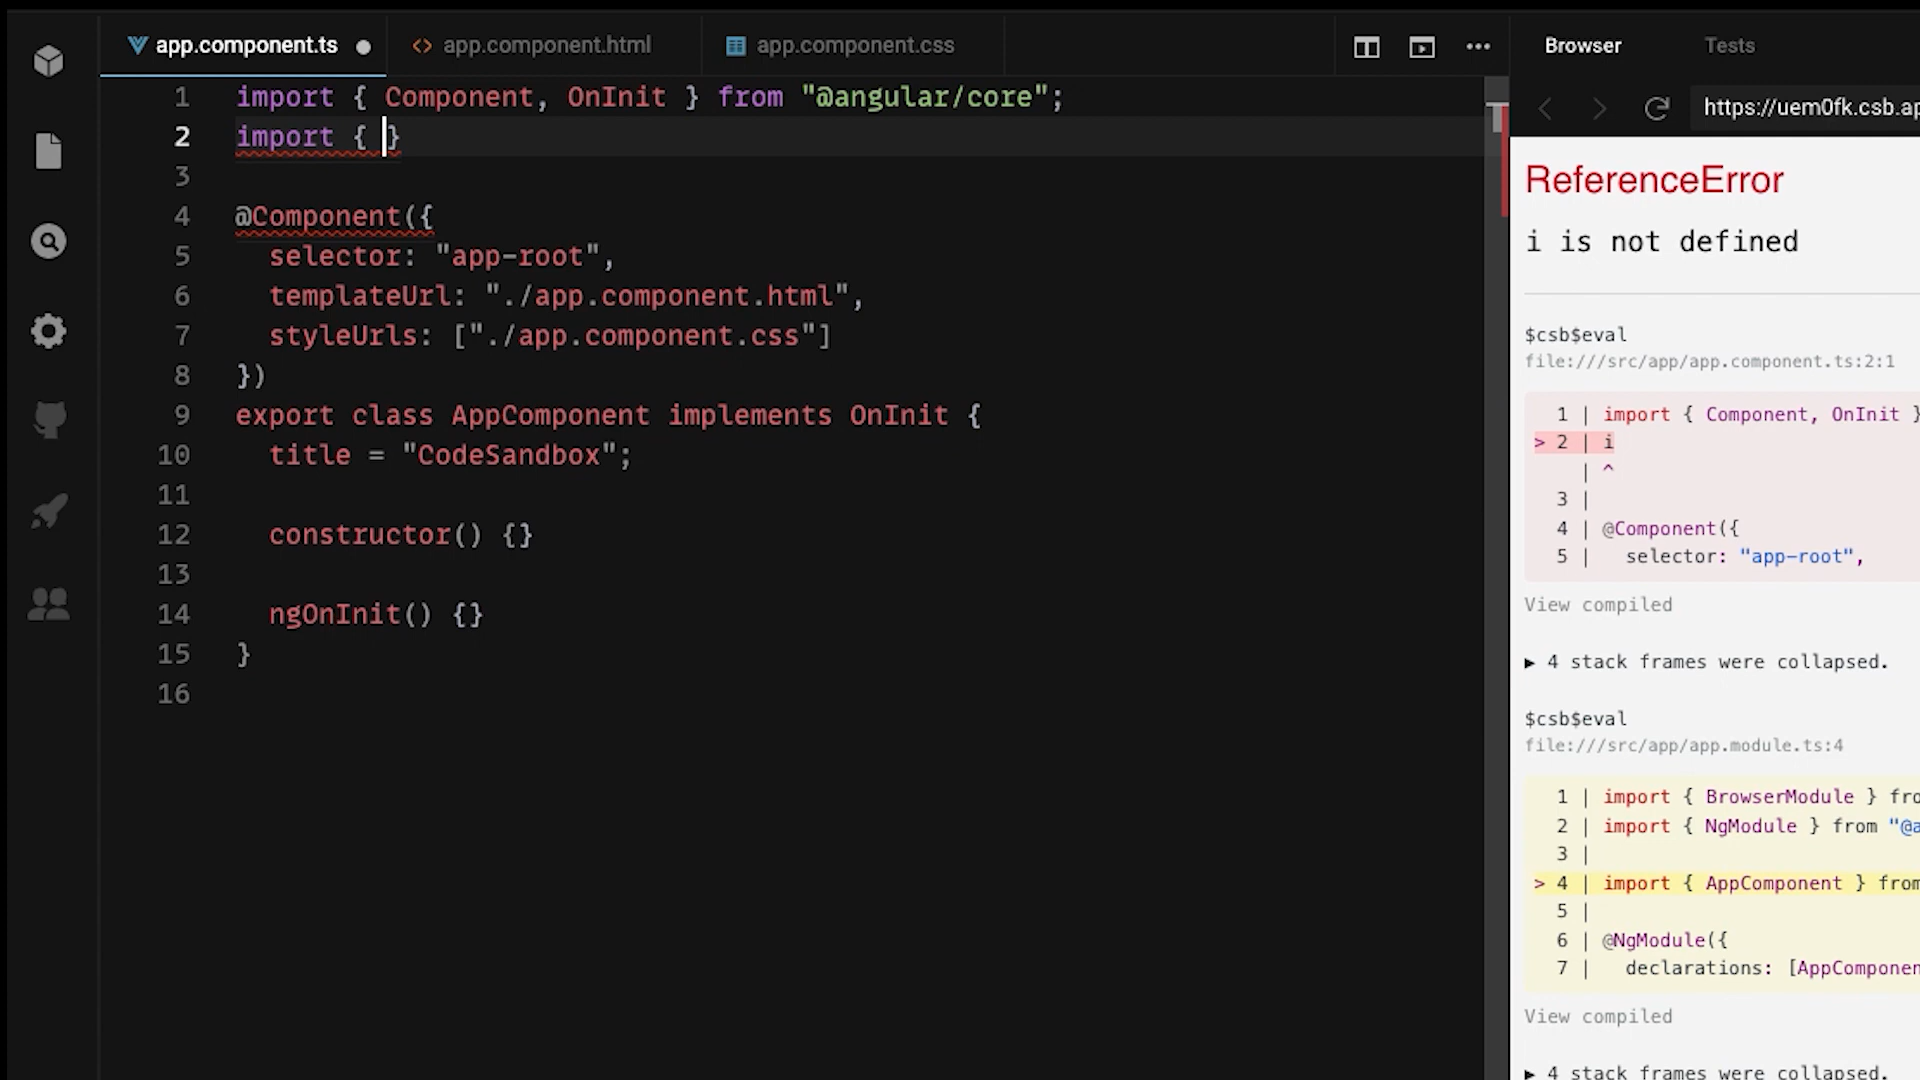 app.component.ts
app.component.html
app.component.css
1 import { Component, OnInit } from "@angular/core";
2 import { }
3
4 @Component({
5 selector: "app-root",
6 templateUrl: "./app.component.html",
7 styleUrls: ["./app.component.css"]
8 })
9 export class AppComponent implements OnInit {
10 title = "CodeSandbox";
11
12 constructor() {}
13
14 ngOnInit() {}
15 }
16
Browser
Tests
https://uem0fk.csb.ap
ReferenceError
i is not defined
$csb$eval
file:///src/app/app.component.ts:2:1
1 | import { Component, OnInit }
> 2 | i
| ^
3 |
4 | @Component({
5 | selector: "app-root",
View compiled
▶ 4 stack frames were collapsed.
$csb$eval
file:///src/app/app.module.ts:4
1 | import { BrowserModule } fro
2 | import { NgModule } from "@a
3 |
> 4 | import { AppComponent } from
5 |
6 | @NgModule({
7 | declarations: [AppComponen
View compiled
▶ 4 stack frames were collapsed.